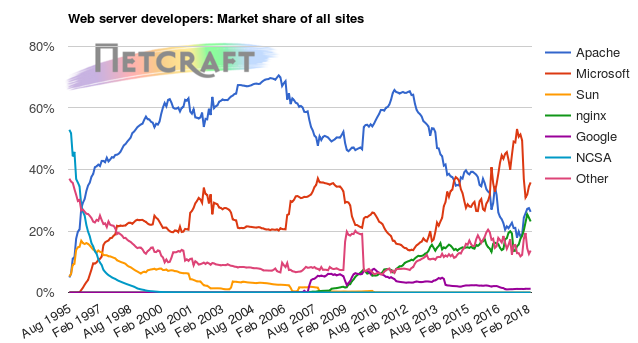 Web server developers: Market share of all sites
NETCRAFT
80%
60%
40%
20%
0%
Apache
Microsoft
Sun
nginx
Google
NCSA
Other
Aug 1995
Feb 1997
Aug 1998
Feb 2000
Aug 2001
Feb 2003
Aug 2004
Feb 2006
Aug 2007
Feb 2009
Aug 2010
Feb 2012
Aug 2013
Feb 2015
Aug 2016
Feb 2018